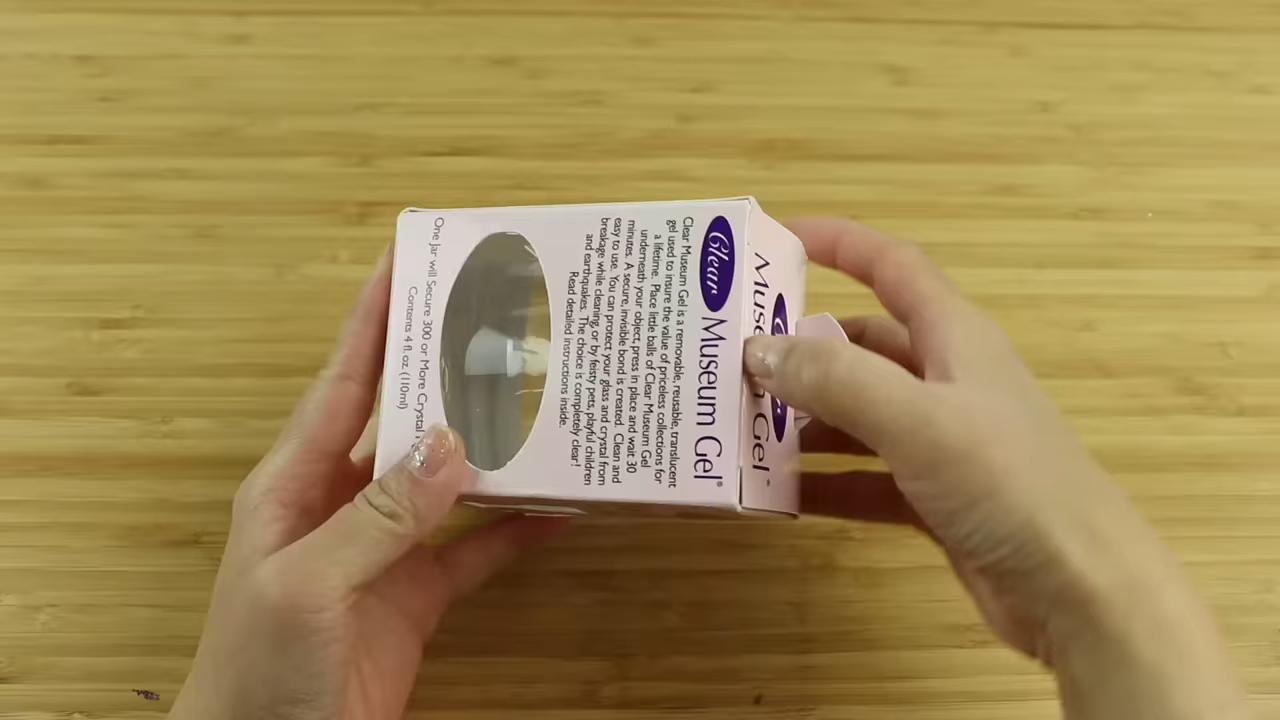 Clear Museum Gel®
Clear Museum Gel is a removable, reusable, translucent
gel used to insure the value of priceless collections for
a lifetime. Place little balls of Clear Museum Gel
underneath your object, press in place and wait 30
minutes. A secure, invisible bond is created. Clean and
easy to use. You can protect your glass and crystal from
breakage while cleaning, or by feisty pets, playful children
and earthquakes. The choice is completely clear!
Read detailed instructions inside.
One Jar will Secure 300 or More Crystal
Contents 4 fl. oz. (110ml)
Gel